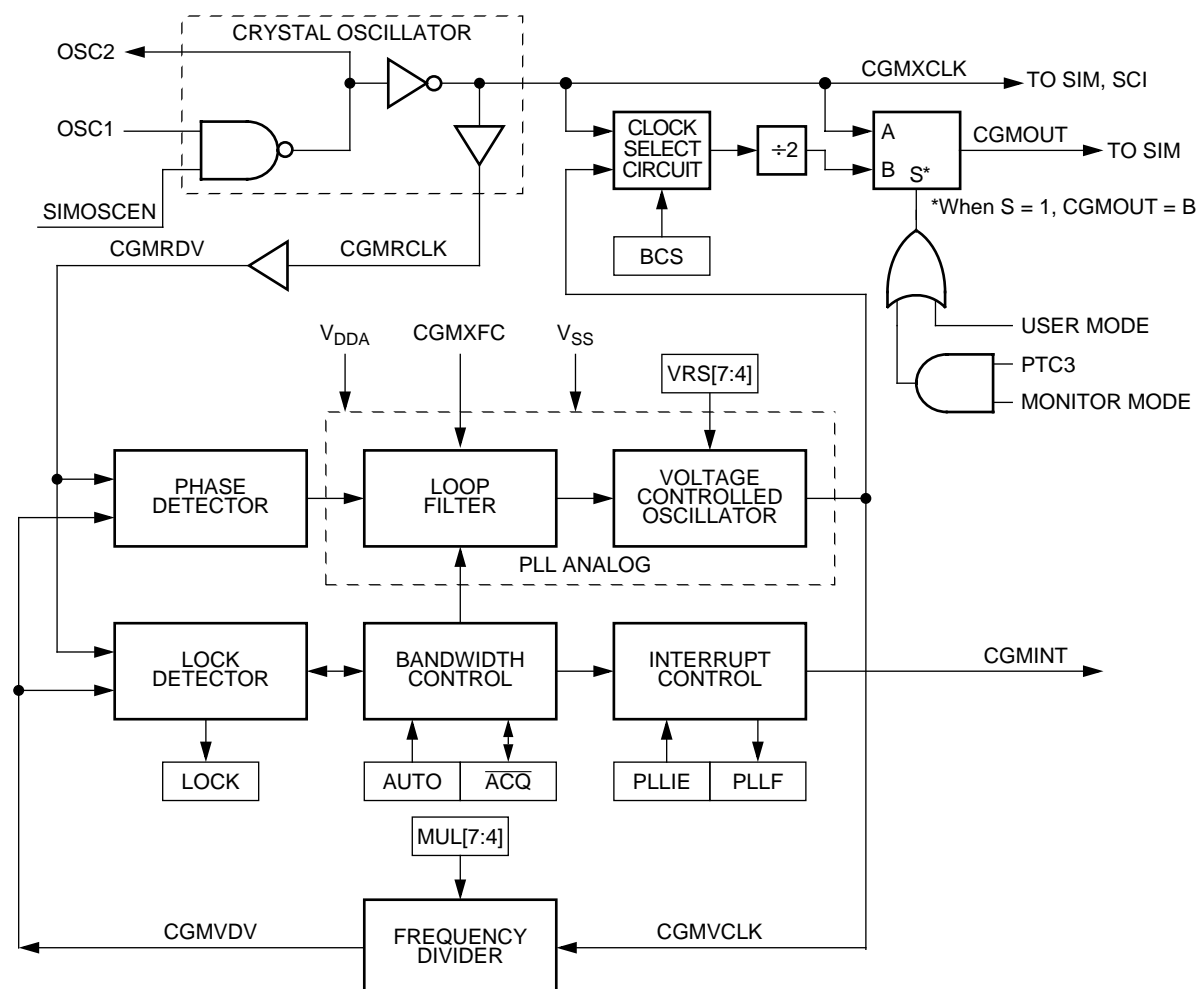 CRYSTAL OSCILLATOR
OSC2
CGMXCLK
TO SIM, SCI
OSC1
CLOCK
SELECT
CIRCUIT
÷2
A
B
S*
CGMOUT
TO SIM
SIMOSCEN
*When S = 1, CGMOUT = B
CGMRDV
CGMRCLK
BCS
USER MODE
PTC3
MONITOR MODE
VDDA
CGMXFC
VSS
VRS[7:4]
PHASE
DETECTOR
LOOP
FILTER
VOLTAGE
CONTROLLED
OSCILLATOR
PLL ANALOG
LOCK
DETECTOR
BANDWIDTH
CONTROL
INTERRUPT
CONTROL
CGMINT
LOCK
AUTO
A̅C̅Q̅
PLLIE
PLLF
MUL[7:4]
CGMVDV
FREQUENCY
DIVIDER
CGMVCLK